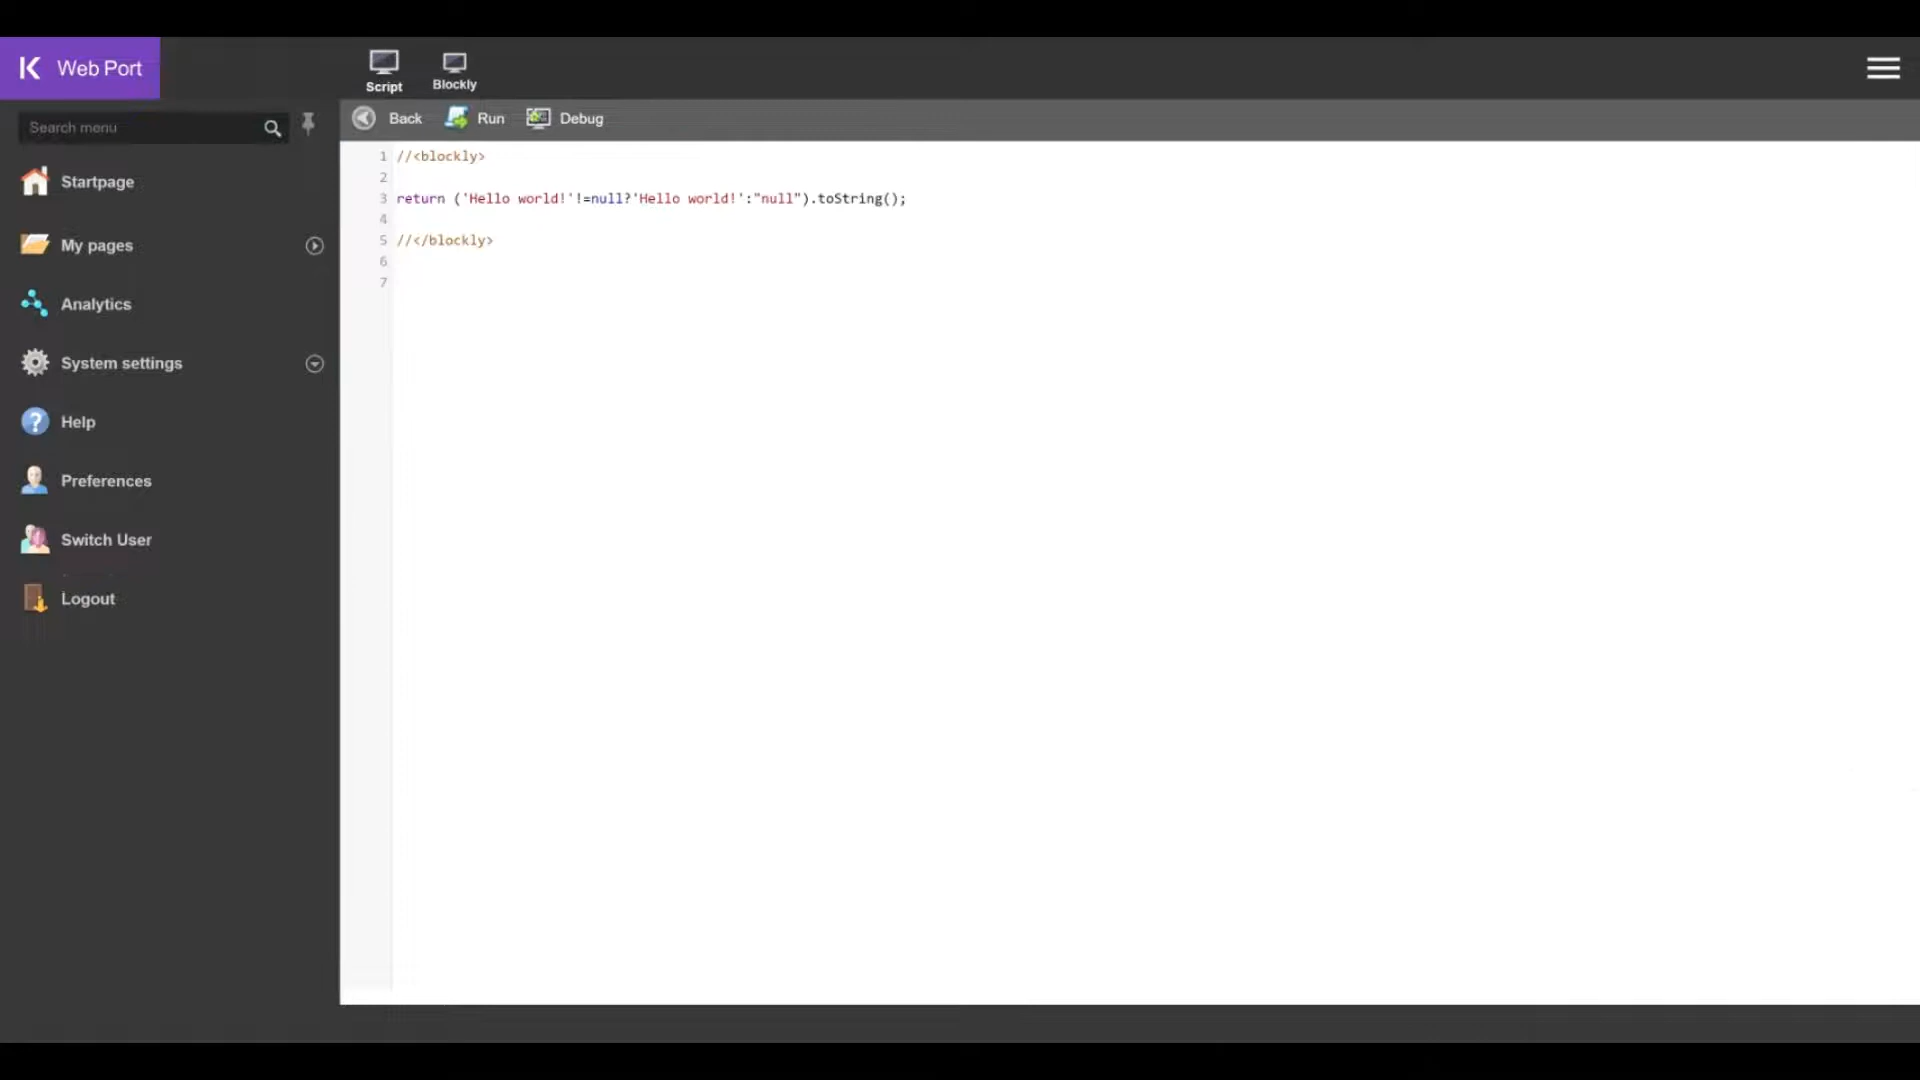 Web Port
Script
Blockly
Search menu
Back
Run
Debug
Startpage
My pages
Analytics
System settings
Help
Preferences
Switch User
Logout
1 //<blockly>
2
3 return ('Hello world!'!=null?'Hello world!':"null").toString();
4
5 //</blockly>
6
7